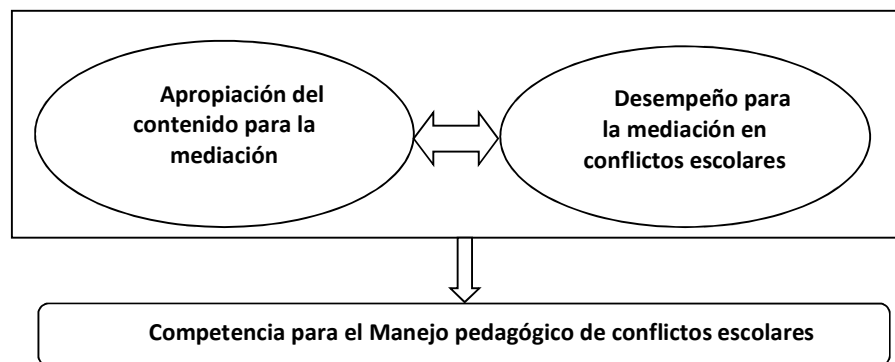 Apropiación del
contenido para la
mediación
Desempeño para
la mediación en
conflictos escolares
Competencia para el Manejo pedagógico de conflictos escolares